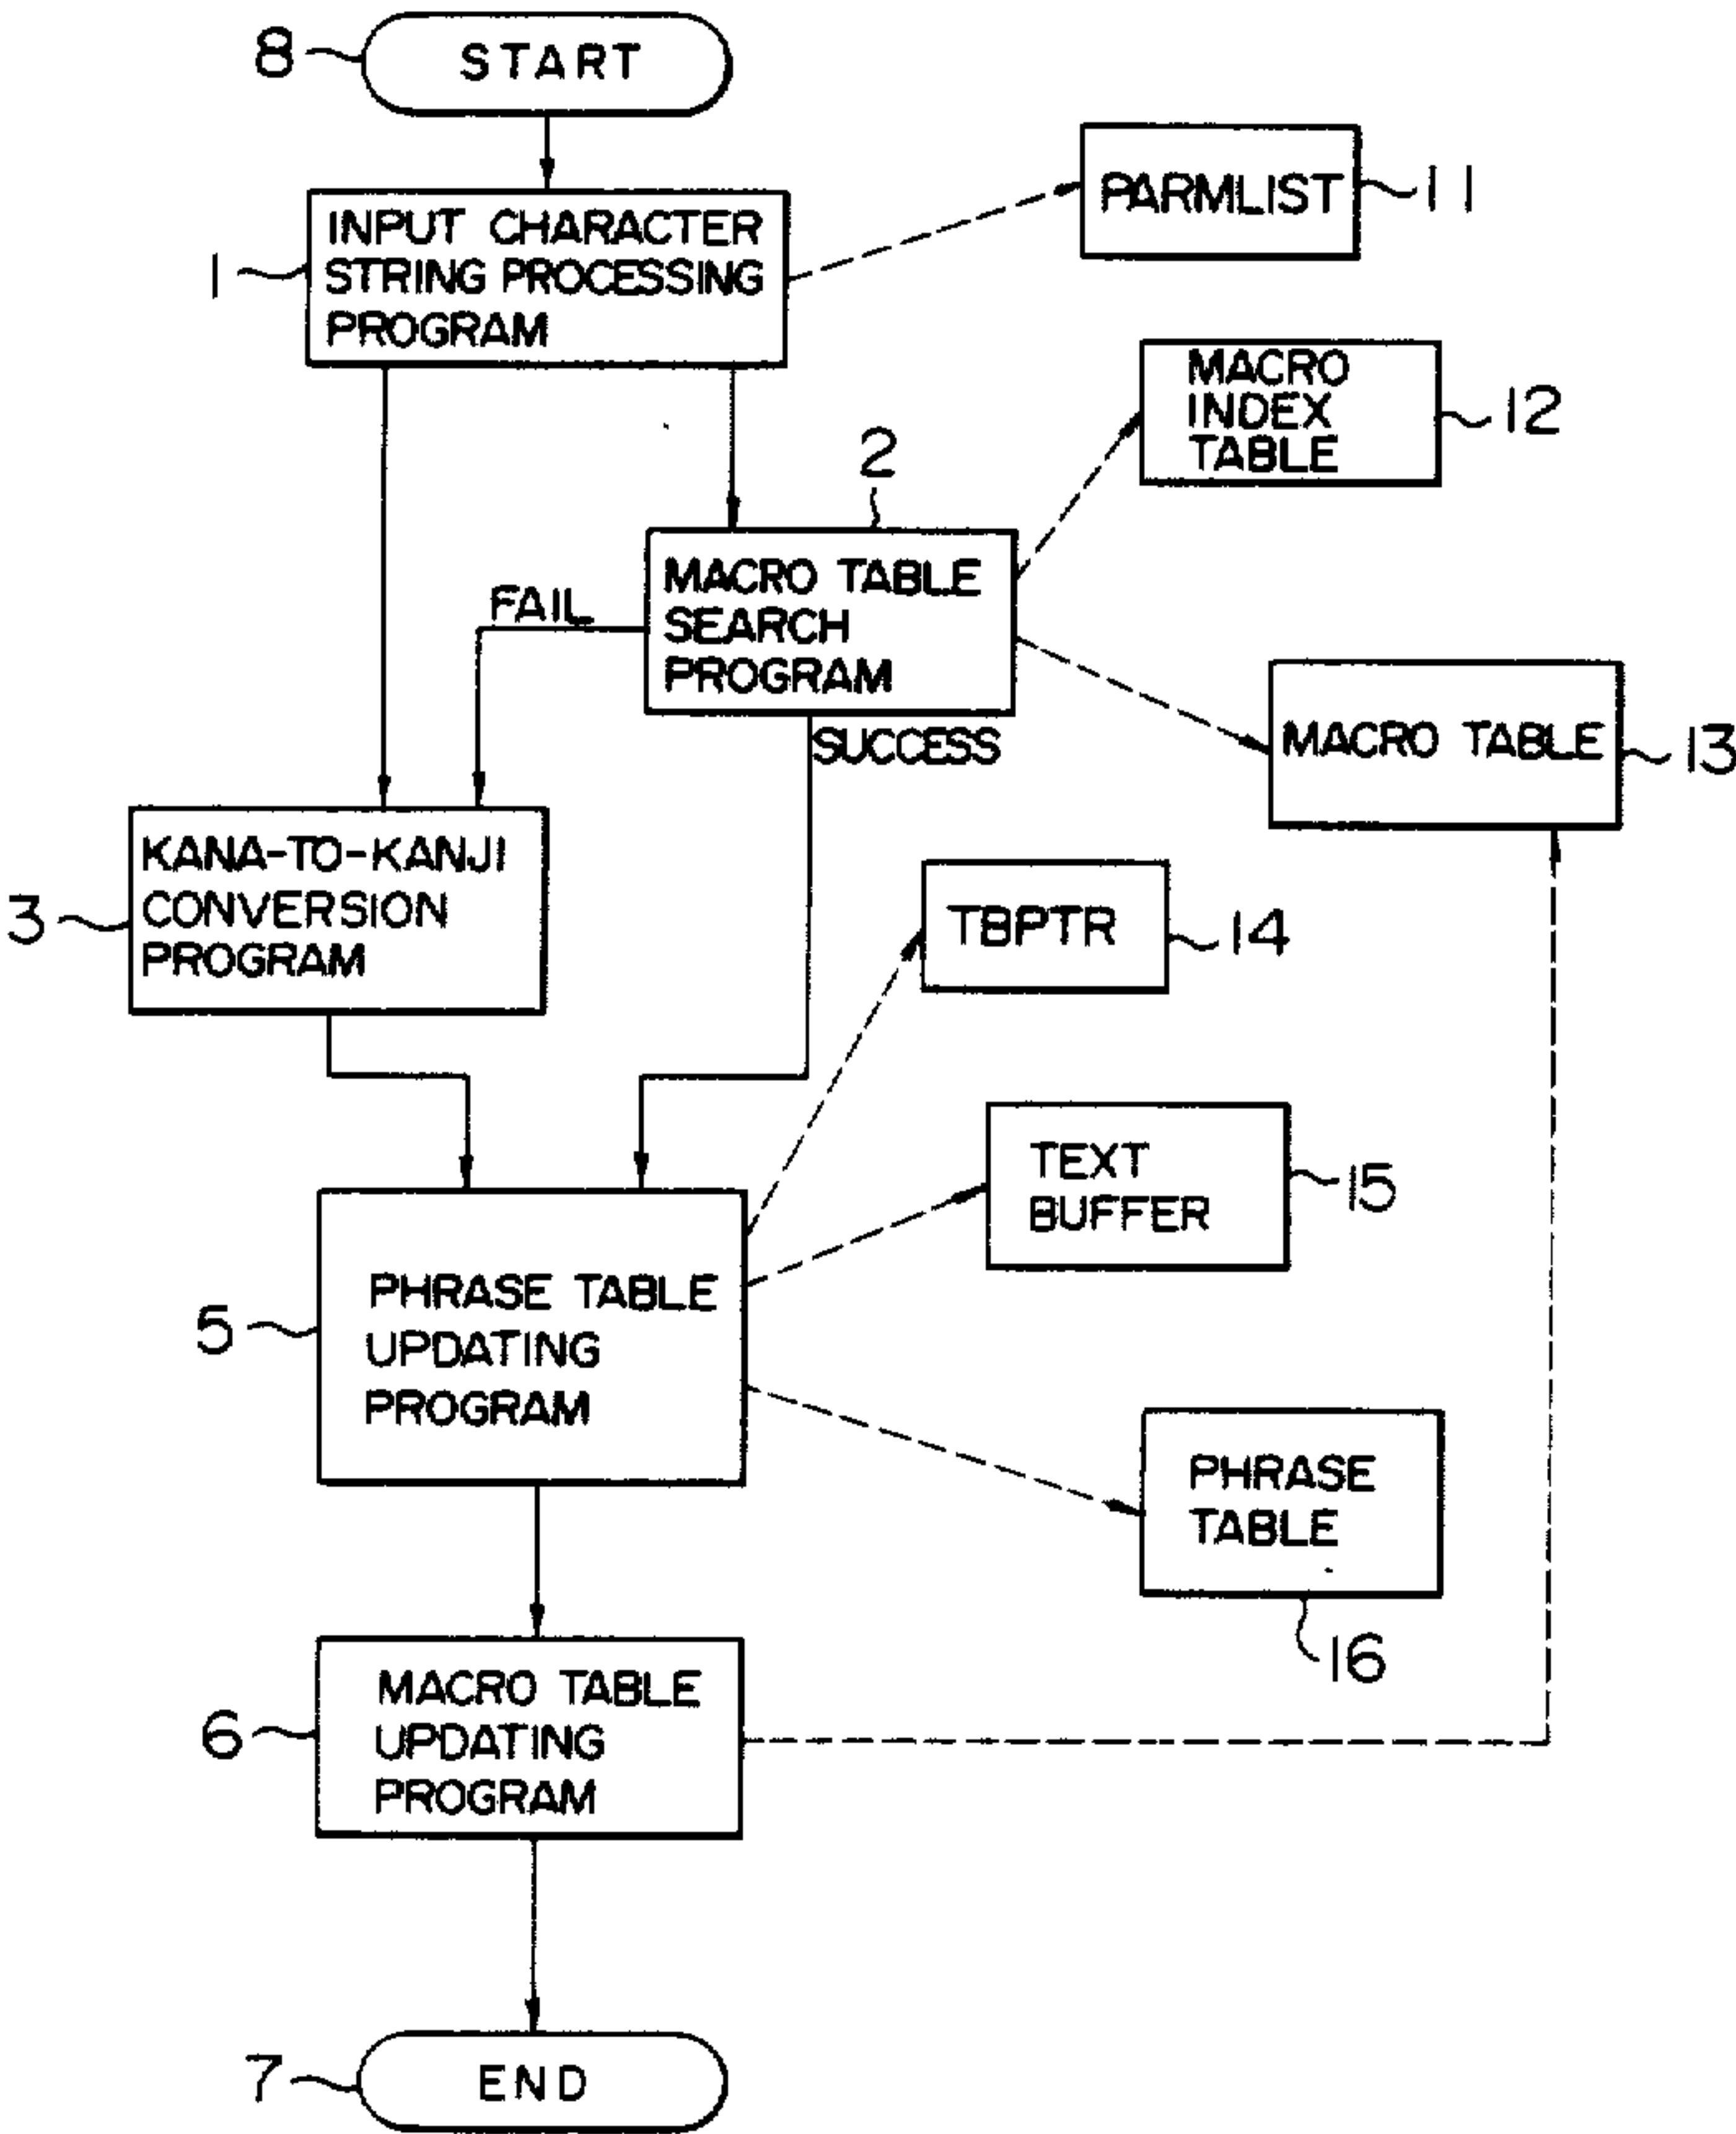 8
START
PARMLIST
11
1
INPUT CHARACTER
STRING PROCESSING
PROGRAM
MACRO
INDEX
TABLE
12
2
MACRO TABLE
SEARCH
PROGRAM
FAIL
SUCCESS
MACRO TABLE
13
3
KANA-TO-KANJI
CONVERSION
PROGRAM
TBPTR
14
TEXT
BUFFER
15
5
PHRASE TABLE
UPDATING
PROGRAM
PHRASE
TABLE
16
6
MACRO TABLE
UPDATING
PROGRAM
7
END